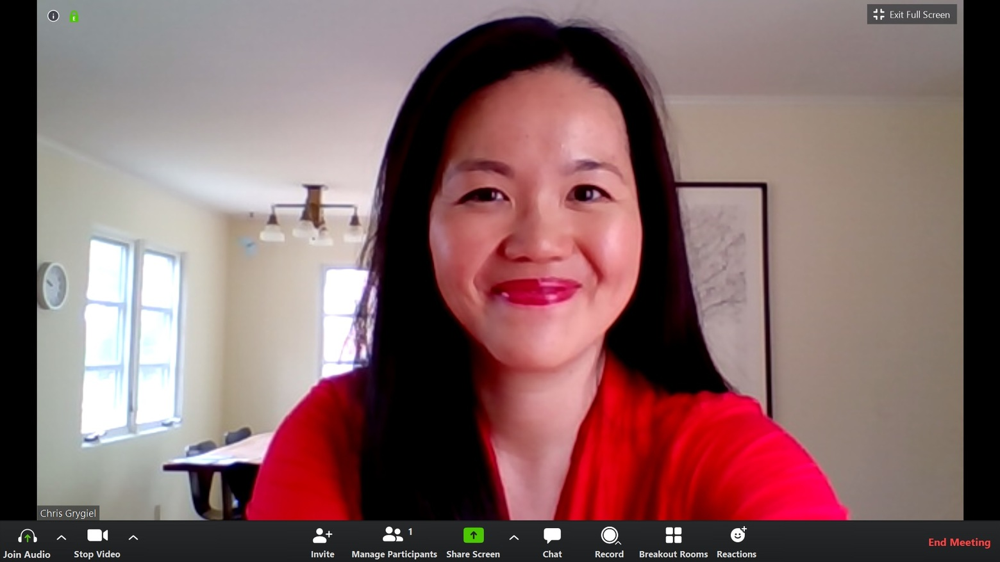 Exit Full Screen
Chris Grygiel
Join Audio
Stop Video
Invite
1
Manage Participants
Share Screen
Chat
Record
Breakout Rooms
Reactions
End Meeting